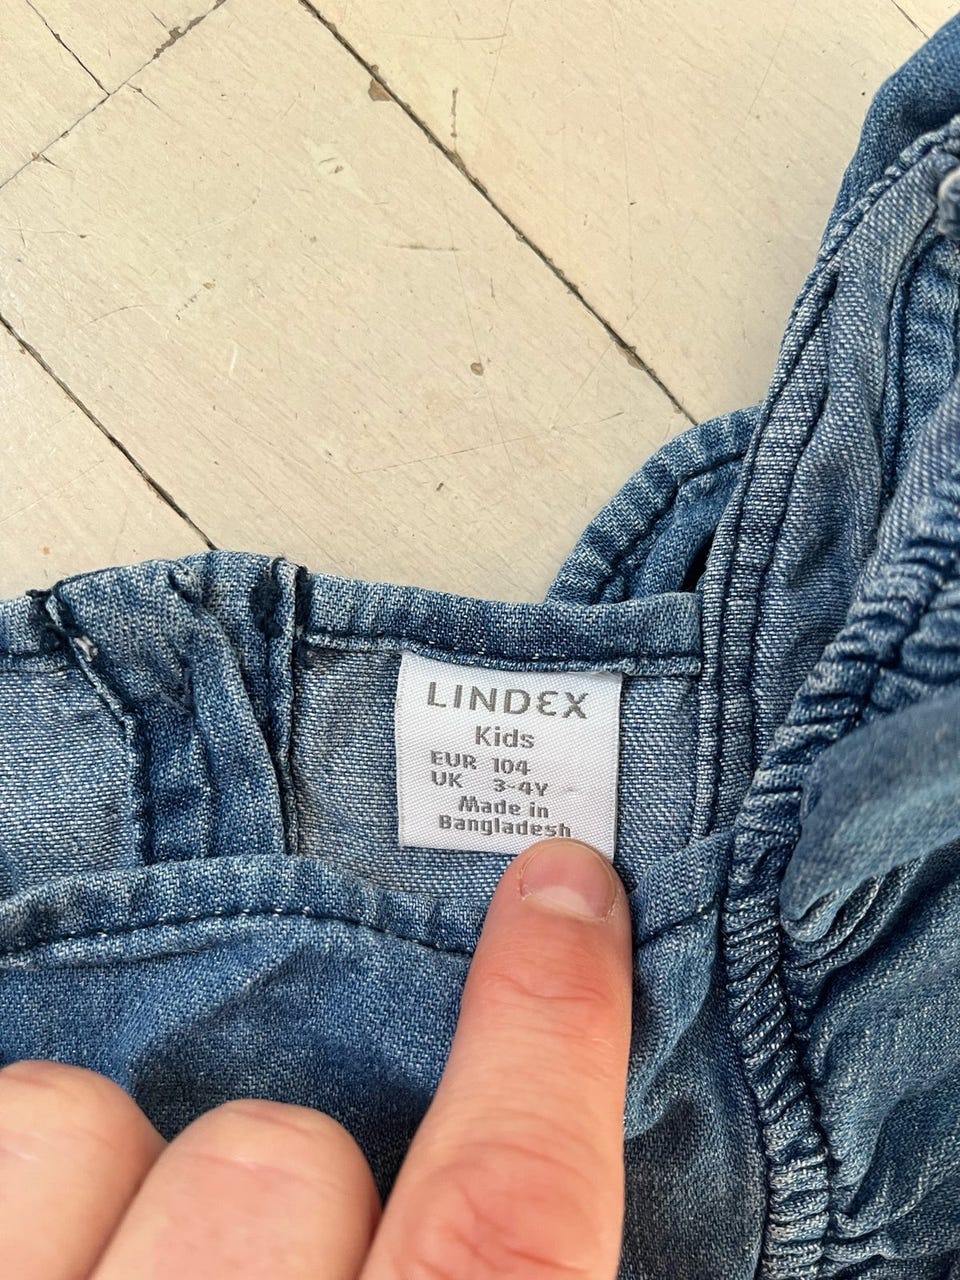 LINDEX
Kids
EUR 104
UK 3-4Y
Made in
Bangladesh